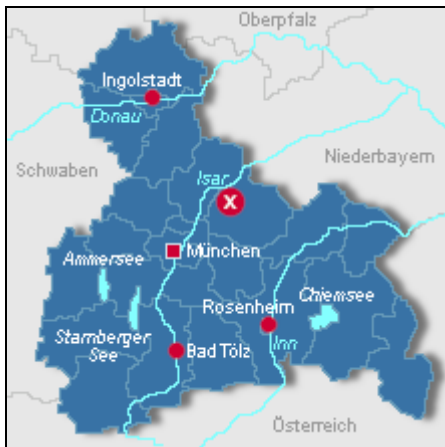 Oberpfalz
Ingolstadt
Donau
Niederbayern
Schwaben
Isar
X
München
Ammersee
Rosenheim
Chiemsee
Starnberger
See
Bad Tölz
Inn
Österreich